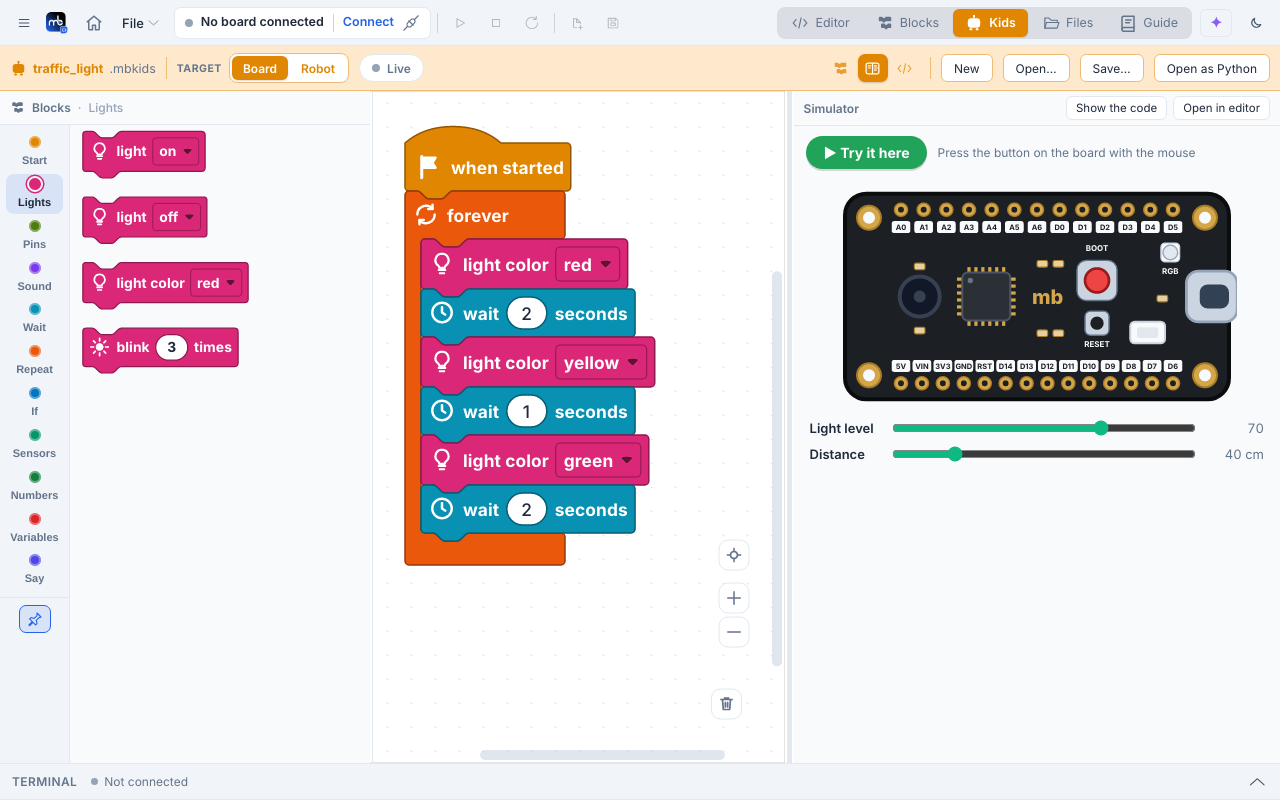 File
No board connected
Connect
Editor
Blocks
Kids
Files
Guide
traffic_light .mbkids
TARGET
Board
Robot
Live
New
Open...
Save...
Open as Python
Blocks · Lights
Simulator
Show the code
Open in editor
Start
Lights
Pins
Sound
Wait
Repeat
If
Sensors
Numbers
Variables
Say
light on
light off
light color red
blink 3 times
when started
forever
light color red
wait 2 seconds
light color yellow
wait 1 seconds
light color green
wait 2 seconds
Try it here
Press the button on the board with the mouse
A0 A1 A2 A3 A4 A5 A6 D0 D1 D2 D3 D4 D5
BOOT
RGB
mb
RESET
5V VIN 3V3 GND RST D14 D13 D12 D11 D10 D9 D8 D7 D6
Light level 70
Distance 40 cm
TERMINAL
Not connected